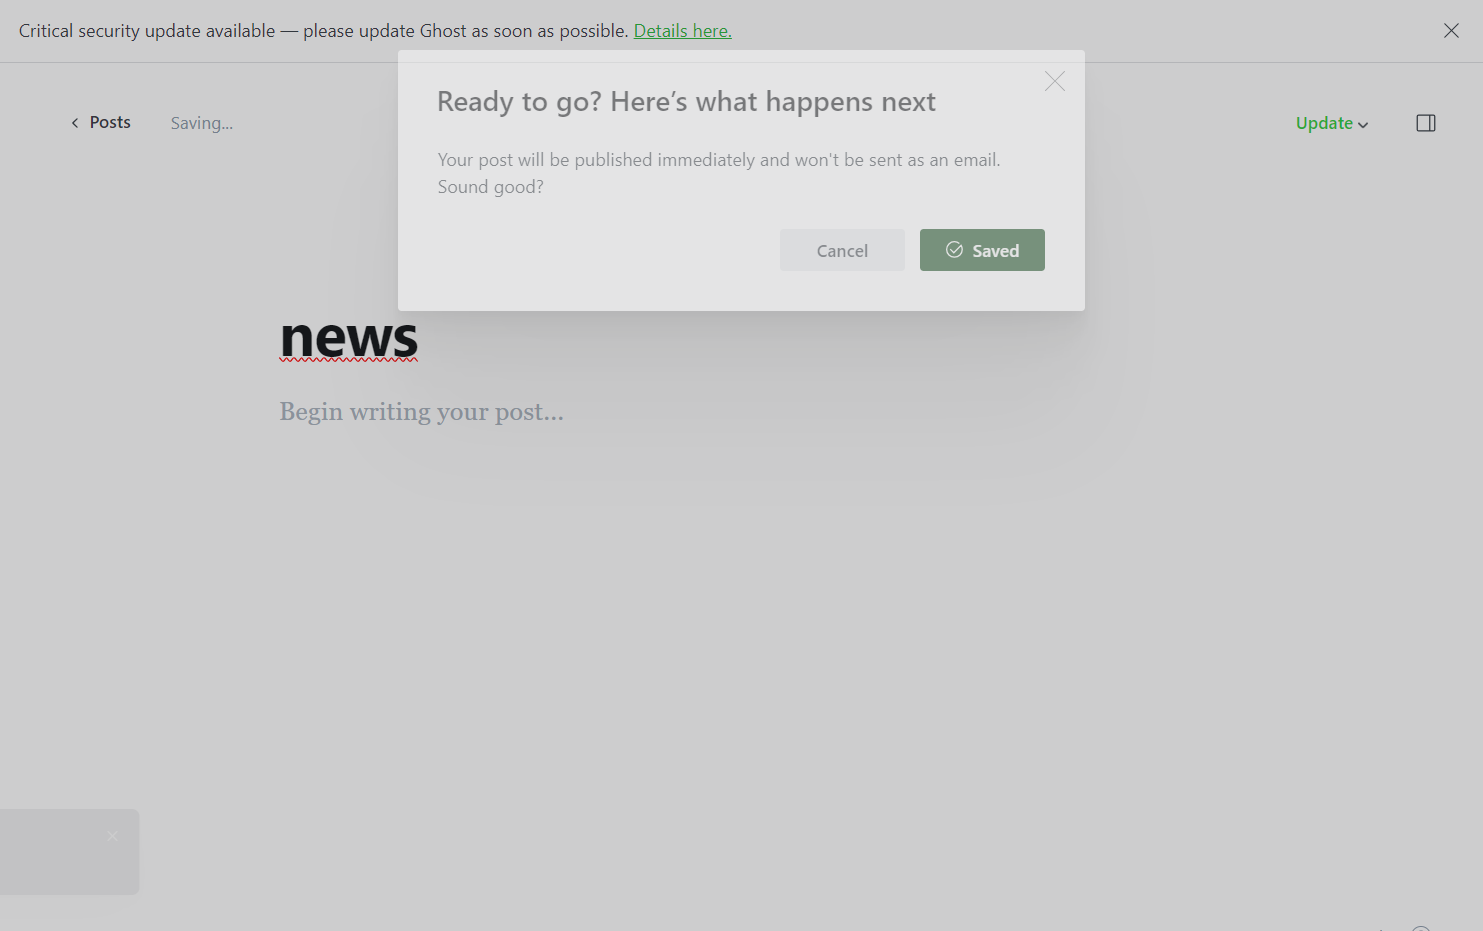 Critical security update available — please update Ghost as soon as possible. Details here.
Posts
Saving...
Update
Ready to go? Here’s what happens next
Your post will be published immediately and won't be sent as an email.
Sound good?
Cancel
Saved
news
Begin writing your post...